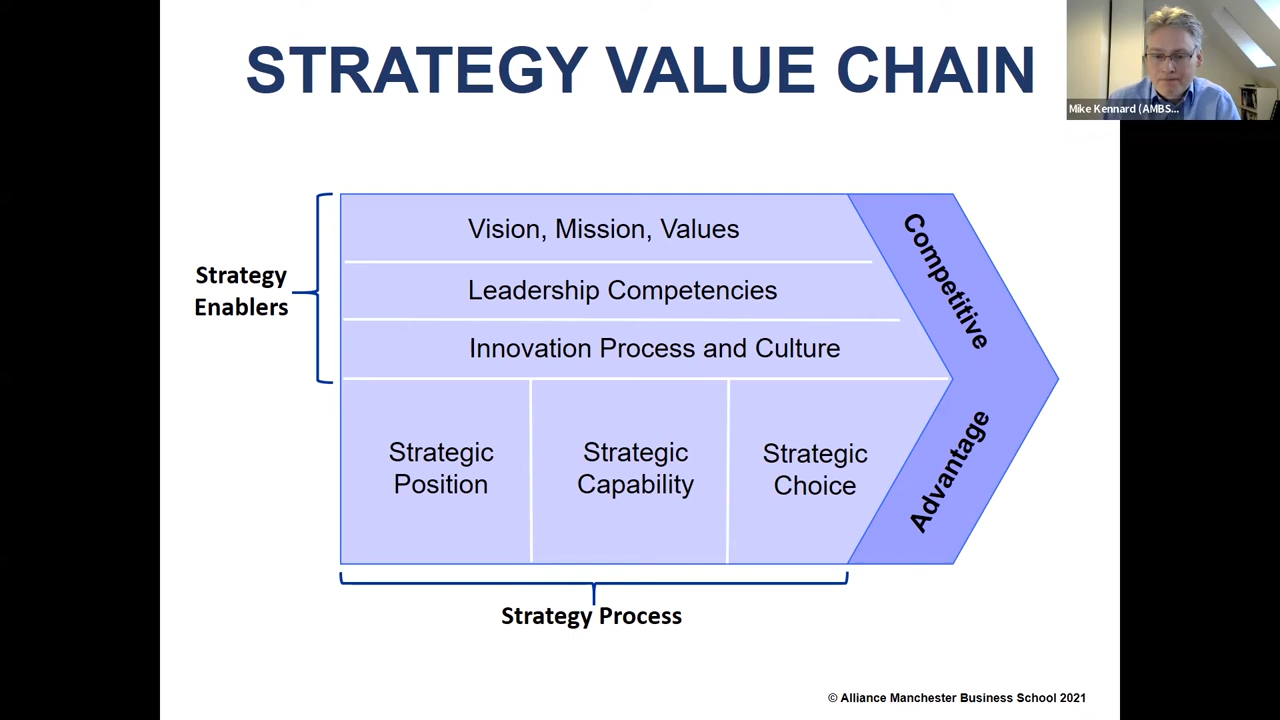 STRATEGY VALUE CHAIN
Mike Kennard (AMBS...
Vision, Mission, Values
Leadership Competencies
Innovation Process and Culture
Strategy
Enablers
Competitive
Advantage
Strategic
Position
Strategic
Capability
Strategic
Choice
Strategy Process
© Alliance Manchester Business School 2021